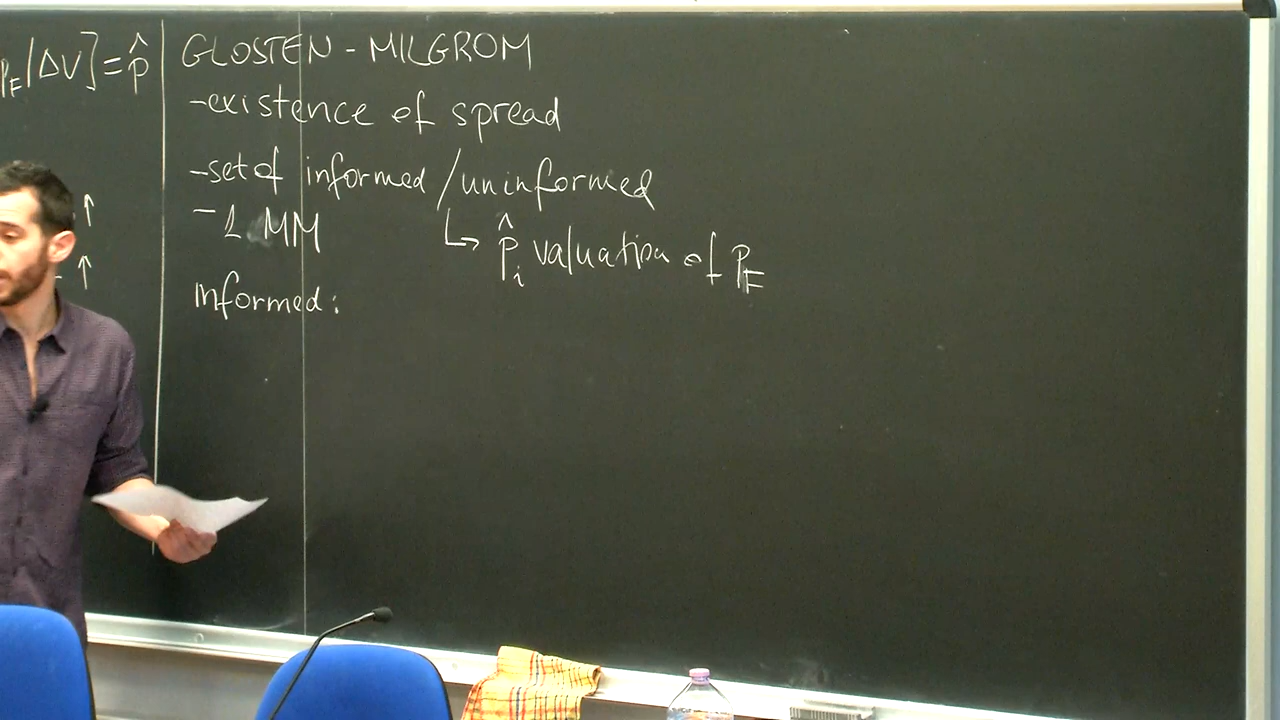 p_F|ΔV]=p̂
GLOSTEN - MILGROM
-existence of spread
-set of informed/uninformed
-1 MM
↳ p̂_i valuation of p_F
Informed:
↑
↑